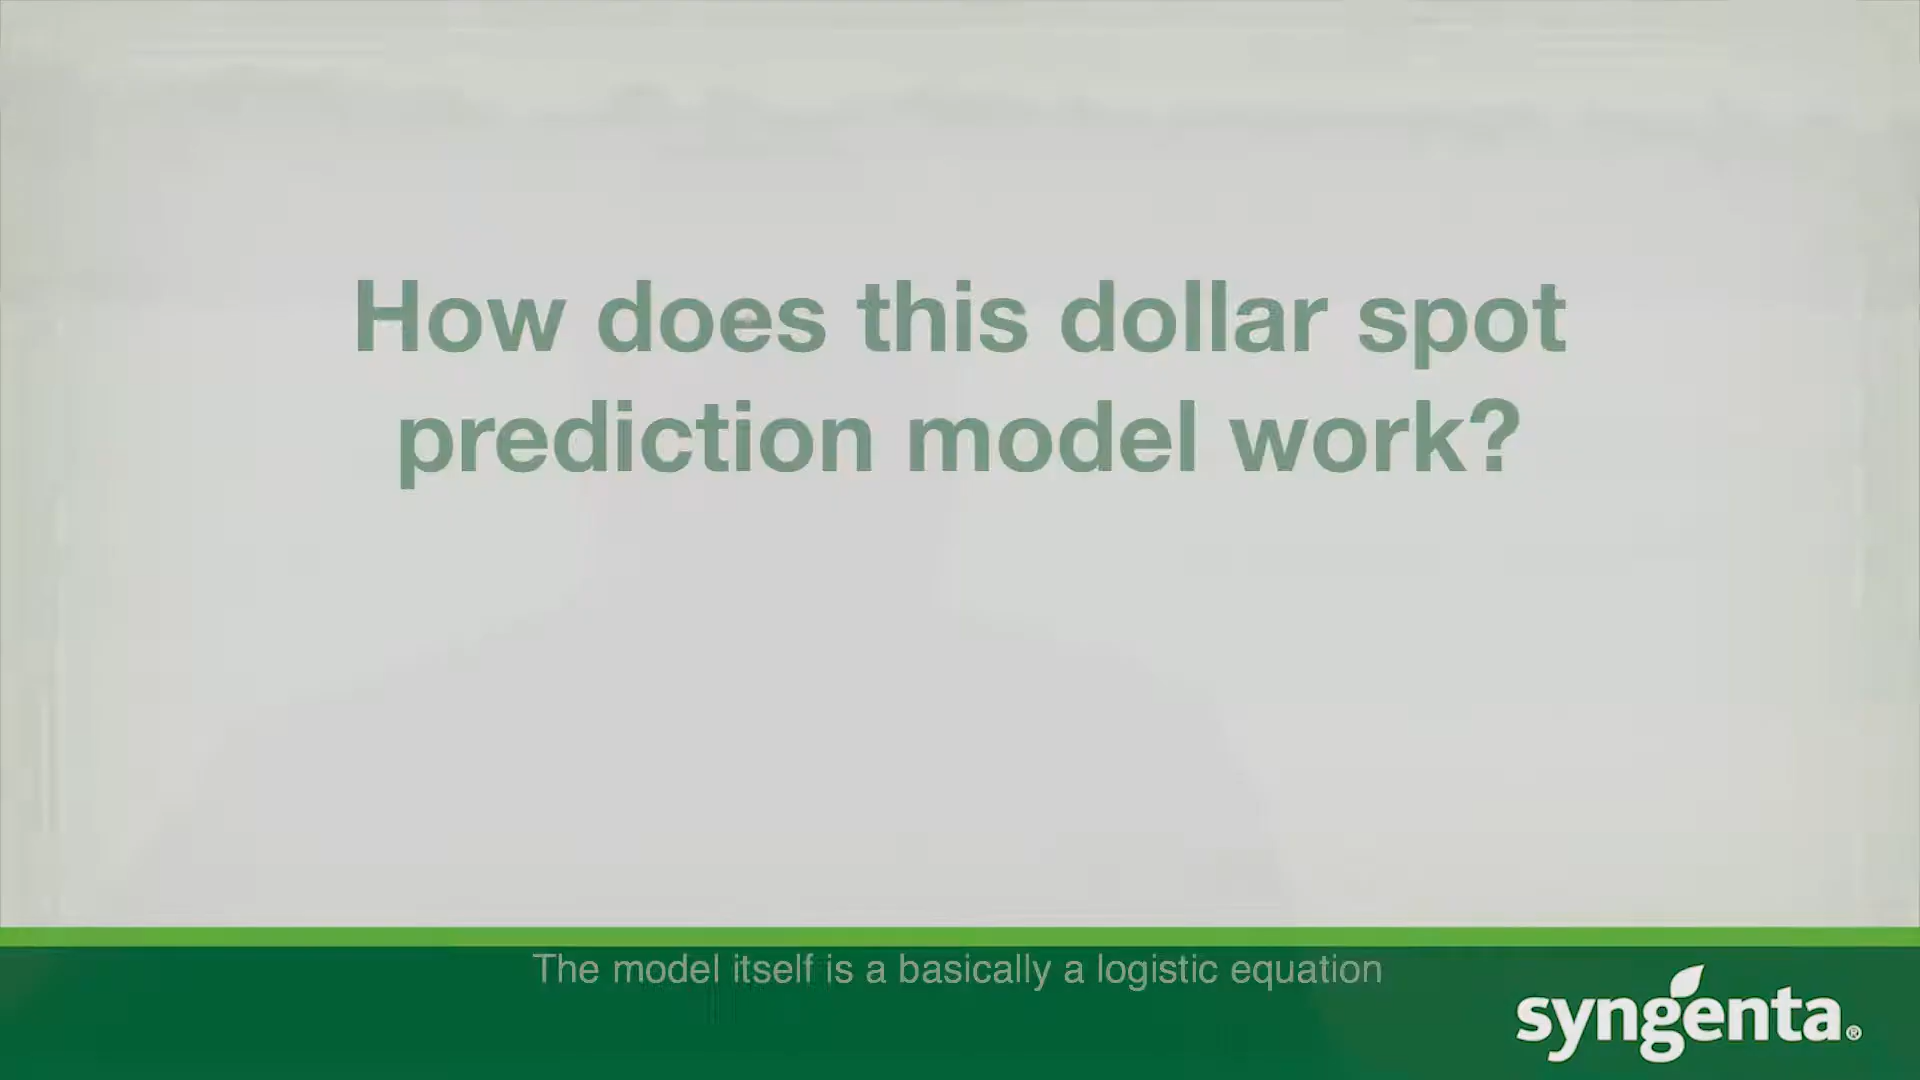 How does this dollar spot
prediction model work?
The model itself is a basically a logistic equation
syngenta®